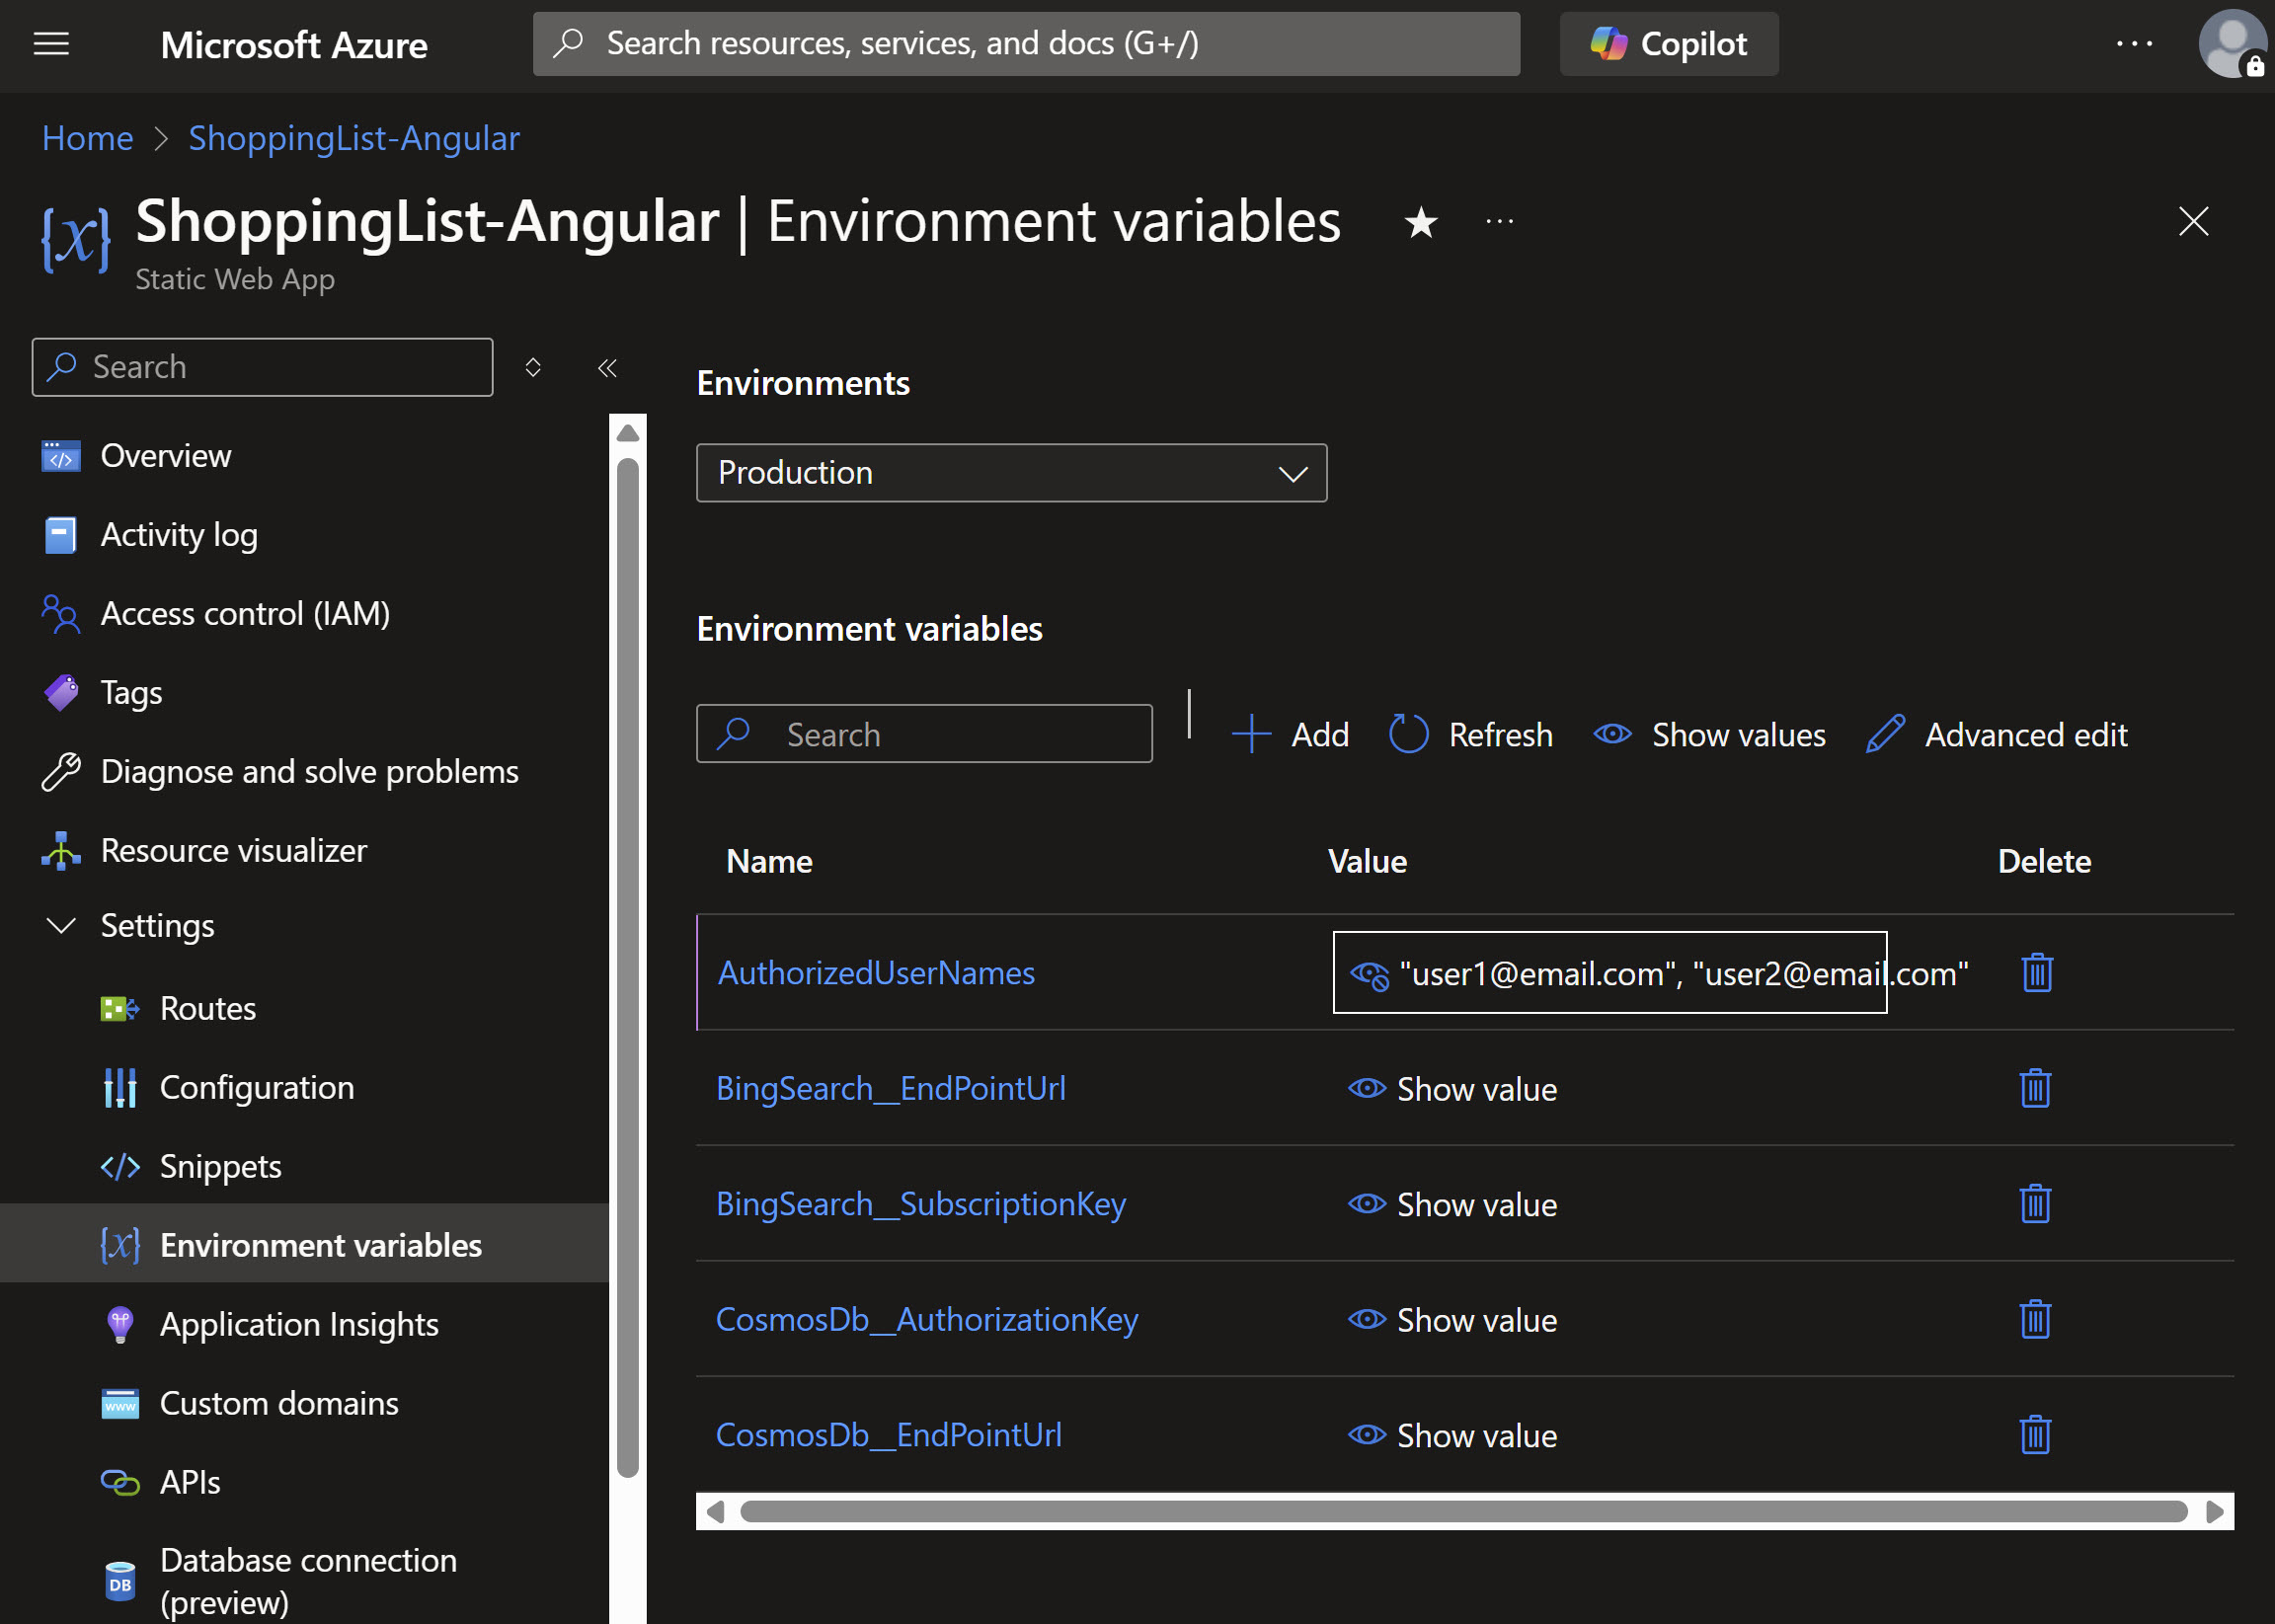 Microsoft Azure
Search resources, services, and docs (G+/)
Copilot
Home > ShoppingList-Angular
{x} ShoppingList-Angular | Environment variables
Static Web App
Search
Overview
Activity log
Access control (IAM)
Tags
Diagnose and solve problems
Resource visualizer
Settings
Routes
Configuration
Snippets
{x} Environment variables
Application Insights
www Custom domains
APIs
DB Database connection
(preview)
Environments
Production
Environment variables
Search
Add Refresh Show values Advanced edit
Name Value Delete
AuthorizedUserNames "user1@email.com", "user2@email.com"
BingSearch__EndPointUrl Show value
BingSearch__SubscriptionKey Show value
CosmosDb__AuthorizationKey Show value
CosmosDb__EndPointUrl Show value